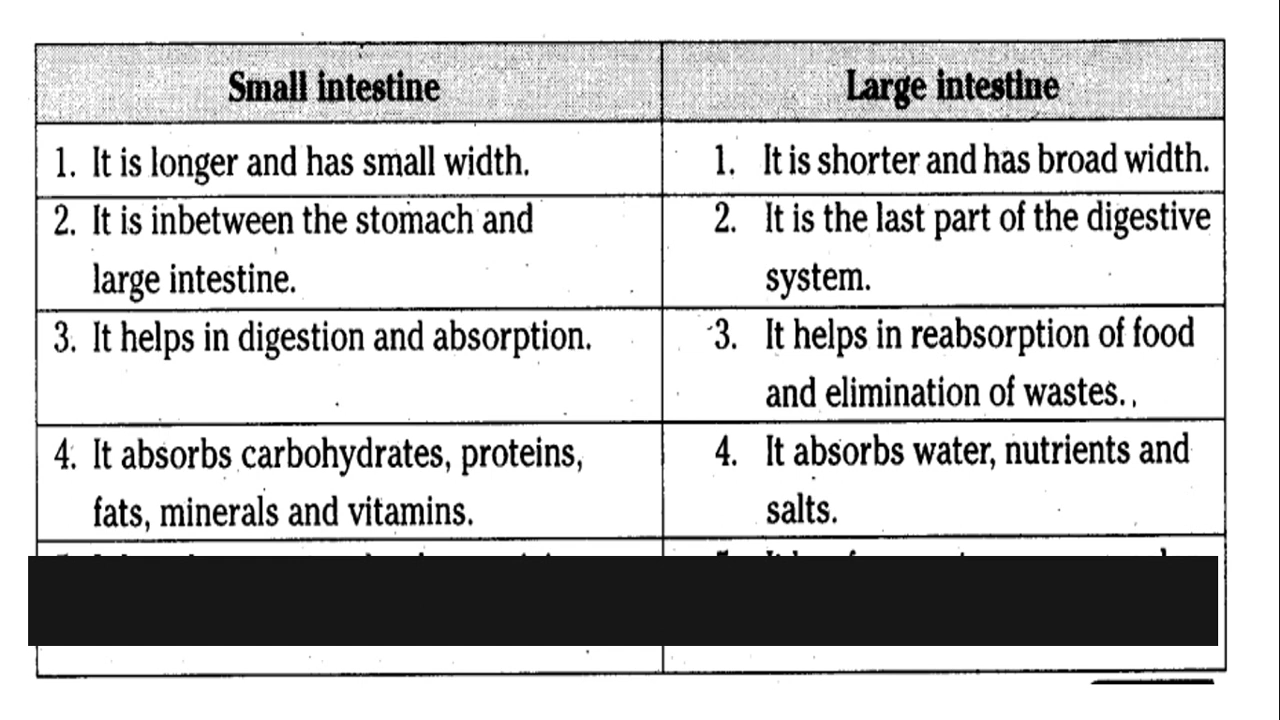 Small intestine
Large intestine
1. It is longer and has small width.
1. It is shorter and has broad width.
2. It is inbetween the stomach and
large intestine.
2. It is the last part of the digestive
system.
3. It helps in digestion and absorption.
3. It helps in reabsorption of food
and elimination of wastes.
4. It absorbs carbohydrates, proteins,
fats, minerals and vitamins.
4. It absorbs water, nutrients and
salts.